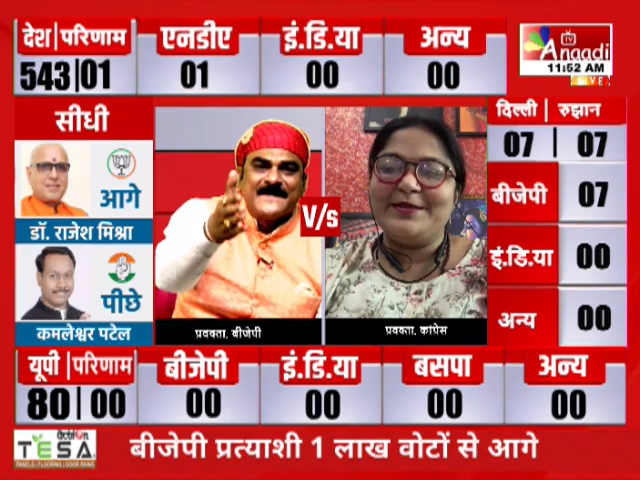 देश | परिणाम
543 | 01
एनडीए
01
इं.डि.या
00
अन्य
00
TV
Anaadi
11:52 AM
LIVE
सीधी
आगे
डॉ. राजेश मिश्रा
पीछे
कमलेश्वर पटेल
V/s
प्रवक्ता, बीजेपी
प्रवक्ता, कांग्रेस
दिल्ली | रुझान
07 | 07
बीजेपी
07
इं.डि.या
00
अन्य
00
यूपी | परिणाम
80 | 00
बीजेपी
00
इं.डि.या
00
बसपा
00
अन्य
00
action
TESA
बीजेपी प्रत्याशी 1 लाख वोटों से आगे